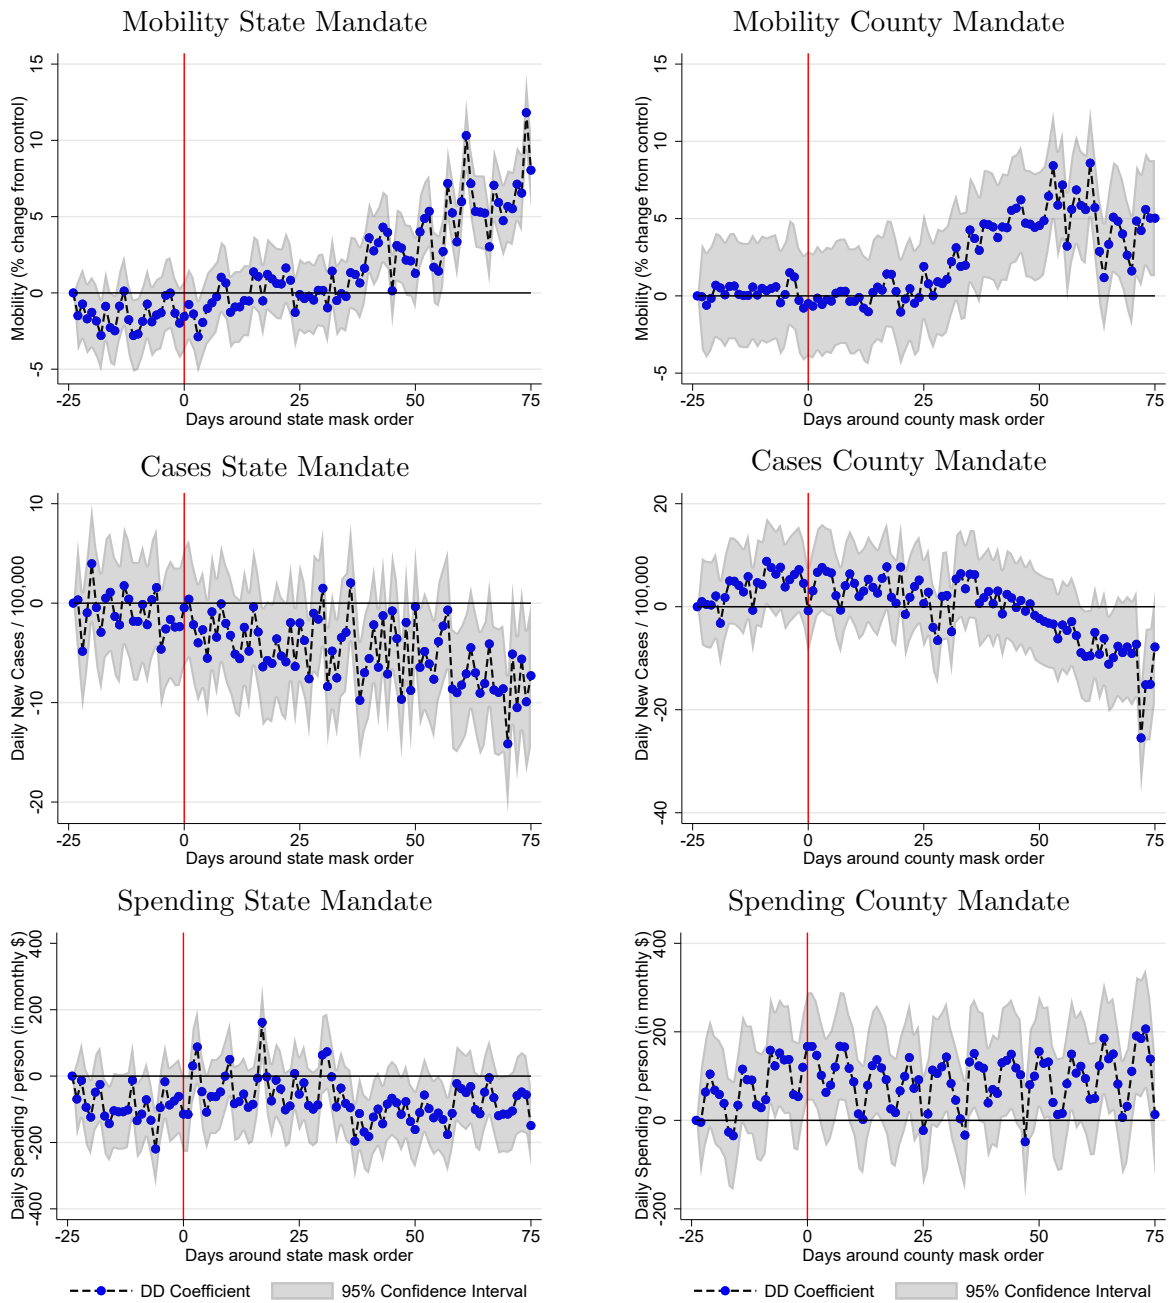 Mobility State Mandate
Mobility (% change from control)
15
10
5
0
-5
-25
0
25
50
75
Days around state mask order
Mobility County Mandate
Mobility (% change from control)
15
10
5
0
-5
-25
0
25
50
75
Days around county mask order
Cases State Mandate
Daily New Cases / 100,000
10
0
-10
-20
-25
0
25
50
75
Days around state mask order
Cases County Mandate
Daily New Cases / 100,000
20
0
-20
-40
-25
0
25
50
75
Days around county mask order
Spending State Mandate
Daily Spending / person (in monthly $)
400
200
0
-200
-400
-25
0
25
50
75
Days around state mask order
Spending County Mandate
Daily Spending / person (in monthly $)
400
200
0
-200
-25
0
25
50
75
Days around county mask order
DD Coefficient
95% Confidence Interval
DD Coefficient
95% Confidence Interval